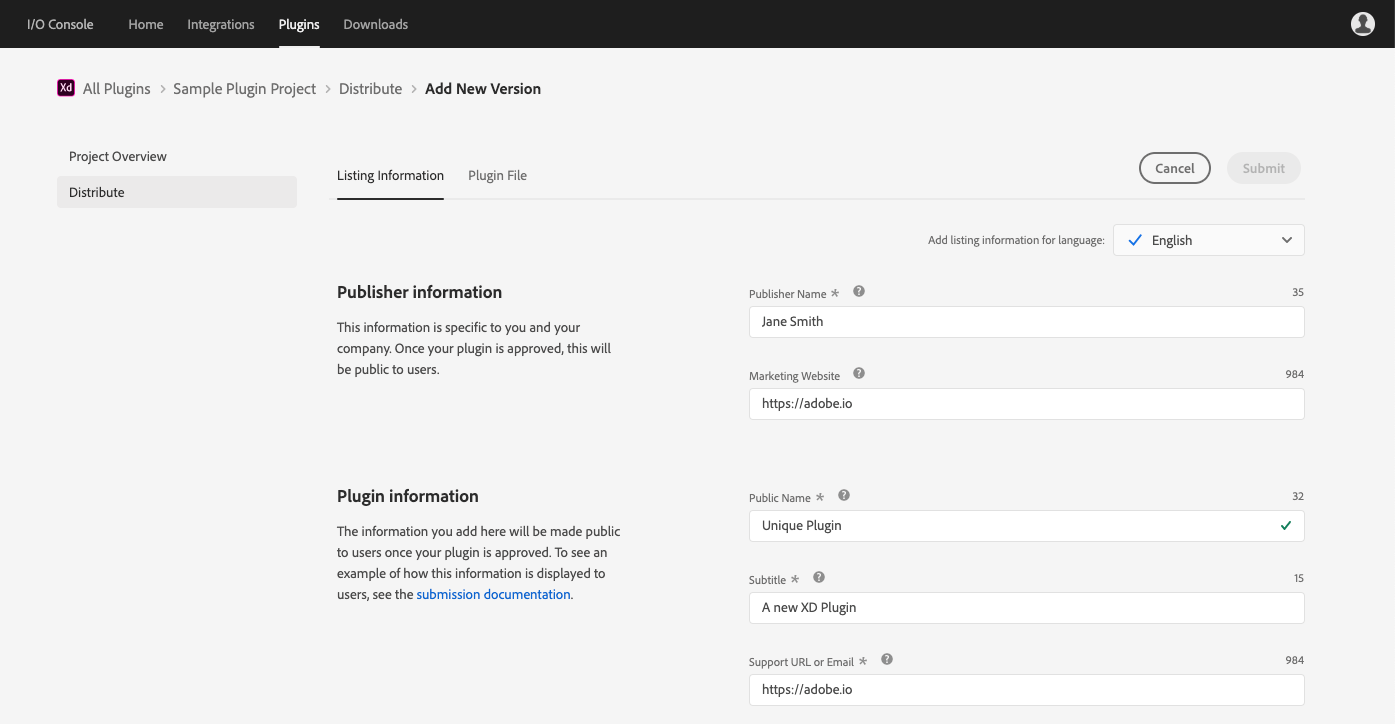 I/O Console Home Integrations Plugins Downloads
Xd All Plugins > Sample Plugin Project > Distribute > Add New Version
Project Overview
Distribute
Listing Information Plugin File
Cancel Submit
Add listing information for language: English
Publisher information
This information is specific to you and your
company. Once your plugin is approved, this will
be public to users.
Publisher Name * ? 35
Jane Smith
Marketing Website ? 984
https://adobe.io
Plugin information
The information you add here will be made public
to users once your plugin is approved. To see an
example of how this information is displayed to
users, see the submission documentation.
Public Name * ? 32
Unique Plugin
Subtitle * ? 15
A new XD Plugin
Support URL or Email * ? 984
https://adobe.io